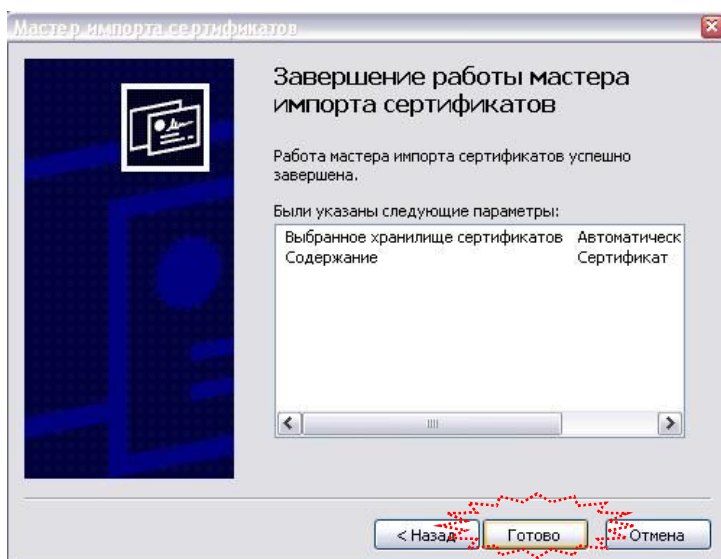 Мастер импорта сертификатов
Завершение работы мастера
импорта сертификатов
Работа мастера импорта сертификатов успешно
завершена.
Были указаны следующие параметры:
Выбранное хранилище сертификатов Автоматическ
Содержание Сертификат
< Назад Готово Отмена